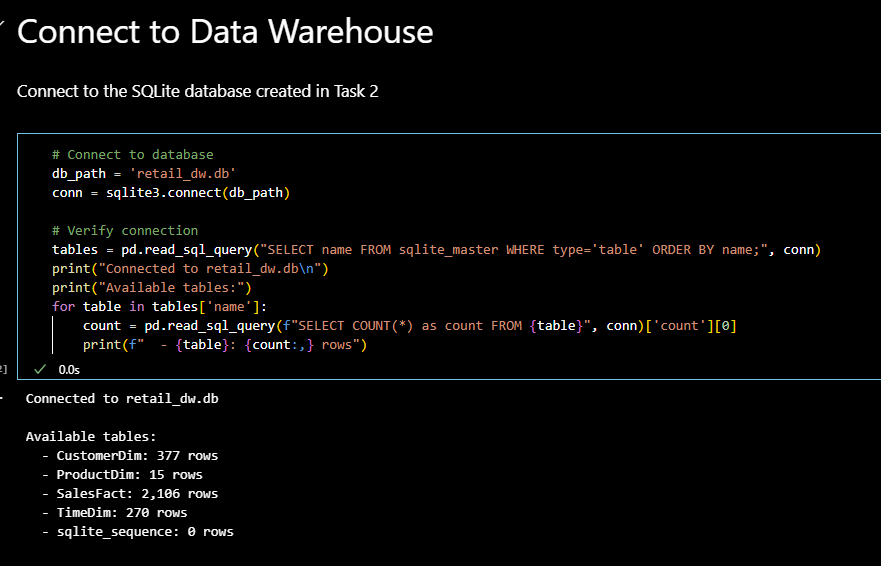 Connect to Data Warehouse
Connect to the SQLite database created in Task 2
# Connect to database
db_path = 'retail_dw.db'
conn = sqlite3.connect(db_path)
# Verify connection
tables = pd.read_sql_query("SELECT name FROM sqlite_master WHERE type='table' ORDER BY name;", conn)
print("Connected to retail_dw.db\n")
print("Available tables:")
for table in tables['name']:
    count = pd.read_sql_query(f"SELECT COUNT(*) as count FROM {table}", conn)['count'][0]
    print(f"  - {table}: {count:,} rows")
0.0s
Connected to retail_dw.db
Available tables:
  - CustomerDim: 377 rows
  - ProductDim: 15 rows
  - SalesFact: 2,106 rows
  - TimeDim: 270 rows
  - sqlite_sequence: 0 rows